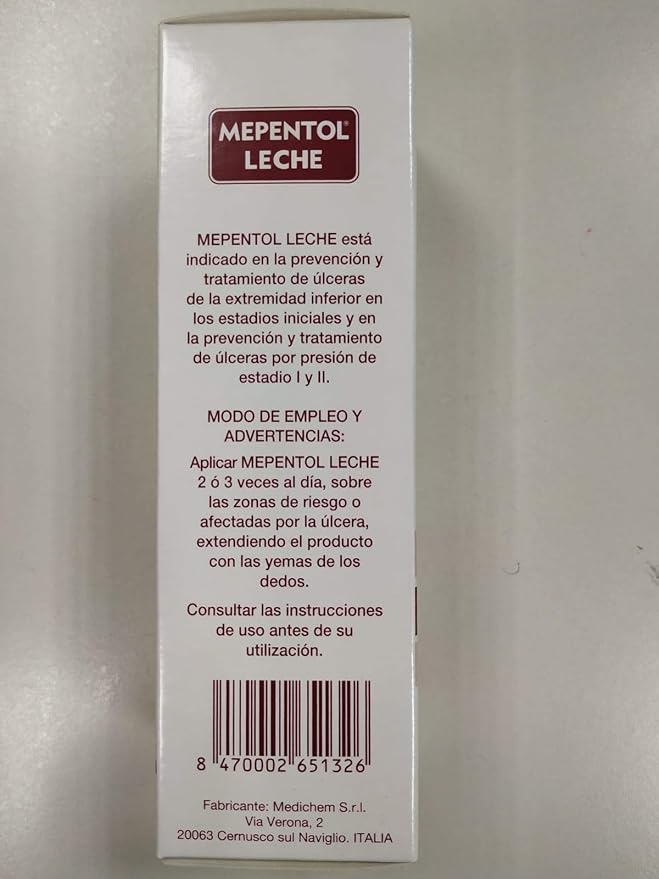 MEPENTOL®
LECHE
MEPENTOL LECHE está
indicado en la prevención y
tratamiento de úlceras
de la extremidad inferior en
los estadios iniciales y en
la prevención y tratamiento
de úlceras por presión de
estadio I y II.
MODO DE EMPLEO Y
ADVERTENCIAS:
Aplicar MEPENTOL LECHE
2 ó 3 veces al día, sobre
las zonas de riesgo o
afectadas por la úlcera,
extendiendo el producto
con las yemas de los
dedos.
Consultar las instrucciones
de uso antes de su
utilización.
8 470002 651326
Fabricante: Medichem S.r.l.
Via Verona, 2
20063 Cernusco sul Naviglio. ITALIA